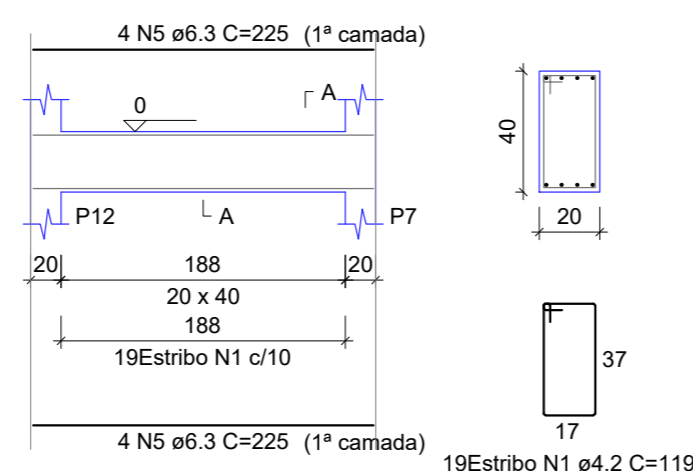 4 N5 ø6.3 C=225 (1ª camada)
A
0
40
P12
A
P7
20
20
188
20
20 x 40
188
19Estribo N1 c/10
37
17
4 N5 ø6.3 C=225 (1ª camada)
19Estribo N1 ø4.2 C=119